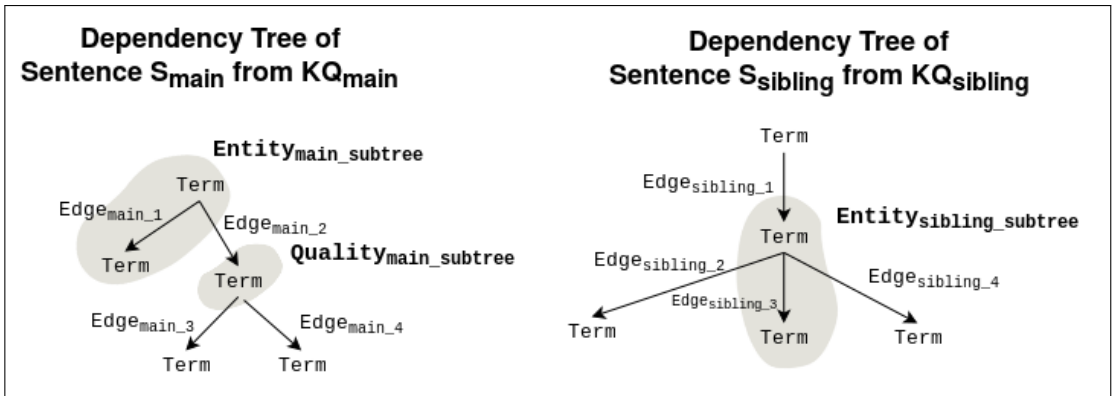 Dependency Tree of
Sentence Smain from KQmain
Entitymain_subtree
Term
Edgemain_1
Edgemain_2
Term
Qualitymain_subtree
Term
Edgemain_3
Edgemain_4
Term
Term
Dependency Tree of
Sentence Ssibling from KQsibling
Term
Edgesibling_1
Entitysibling_subtree
Term
Edgesibling_2
Edgesibling_3
Edgesibling_4
Term
Term
Term